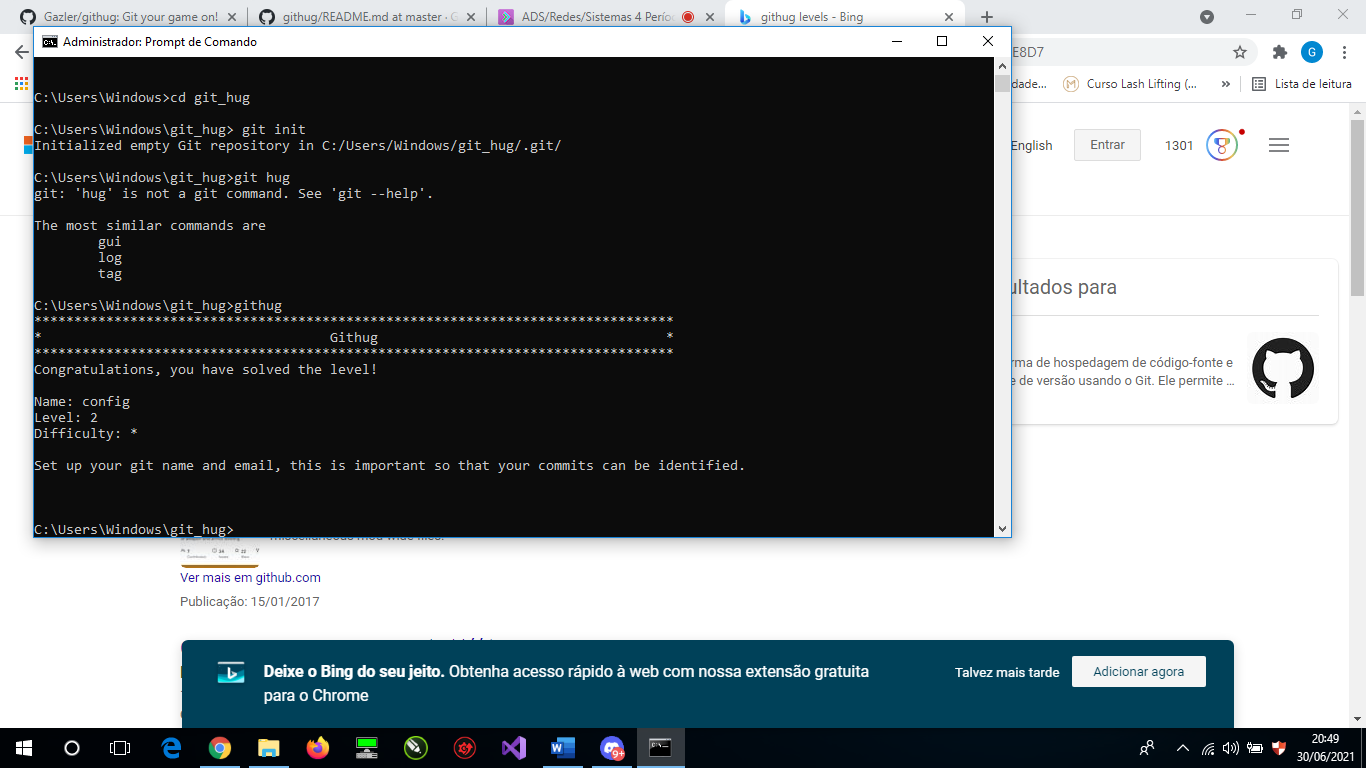 Gazler/githug: Git your game on!
githug/README.md at master · G
ADS/Redes/Sistemas 4 Perío
githug levels - Bing
Administrador: Prompt de Comando
E8D7
G
dade...
Curso Lash Lifting (...
»
Lista de leitura
C:\Users\Windows>cd git_hug
C:\Users\Windows\git_hug> git init
Initialized empty Git repository in C:/Users/Windows/git_hug/.git/
C:\Users\Windows\git_hug>git hug
git: 'hug' is not a git command. See 'git --help'.
The most similar commands are
gui
log
tag
C:\Users\Windows\git_hug>githug
********************************************************************************
* Githug *
********************************************************************************
Congratulations, you have solved the level!
Name: config
Level: 2
Difficulty: *
Set up your git name and email, this is important so that your commits can be identified.
C:\Users\Windows\git_hug>
English
Entrar
1301
ultados para
rma de hospedagem de código-fonte e
e de versão usando o Git. Ele permite ...
Ver mais em github.com
Publicação: 15/01/2017
Deixe o Bing do seu jeito. Obtenha acesso rápido à web com nossa extensão gratuita
para o Chrome
Talvez mais tarde
Adicionar agora
9+
20:49
30/06/2021